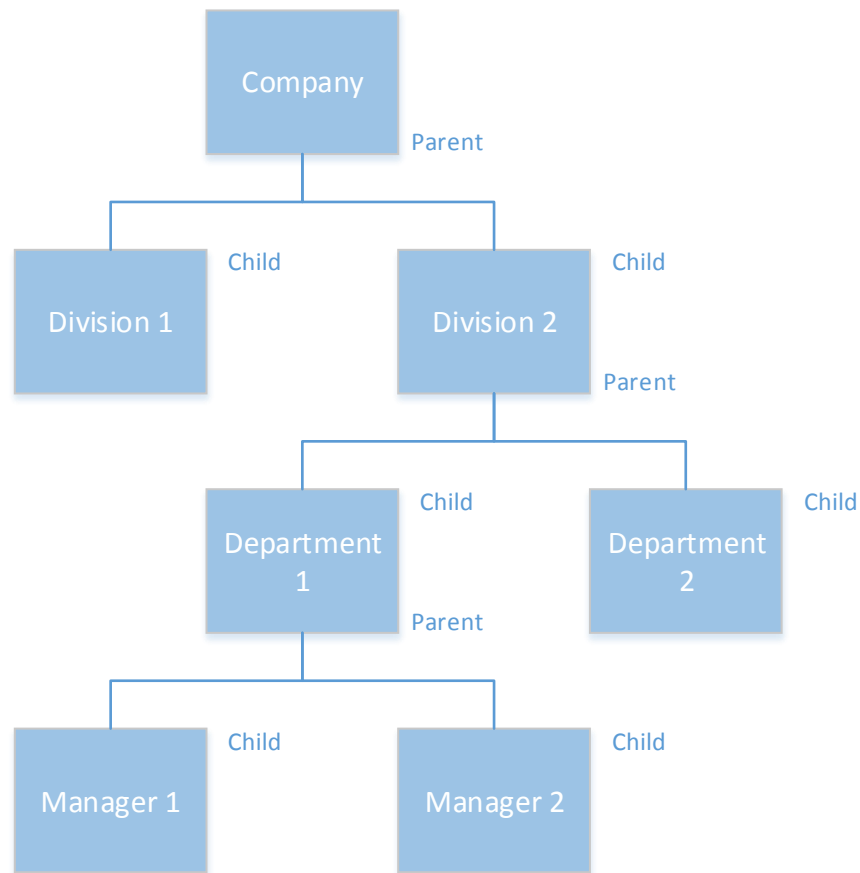 Company
Parent
Child
Child
Division 1
Division 2
Parent
Child
Child
Department
1
Department
2
Parent
Child
Child
Manager 1
Manager 2